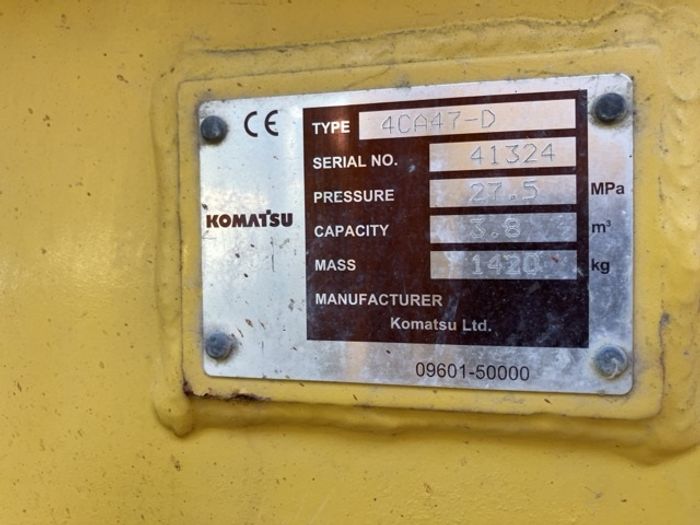 CE
TYPE 4CA47-D
SERIAL NO. 41324
PRESSURE 27.5 MPa
KOMATSU
CAPACITY 3.8 m³
MASS 1420 kg
MANUFACTURER
Komatsu Ltd.
09601-50000